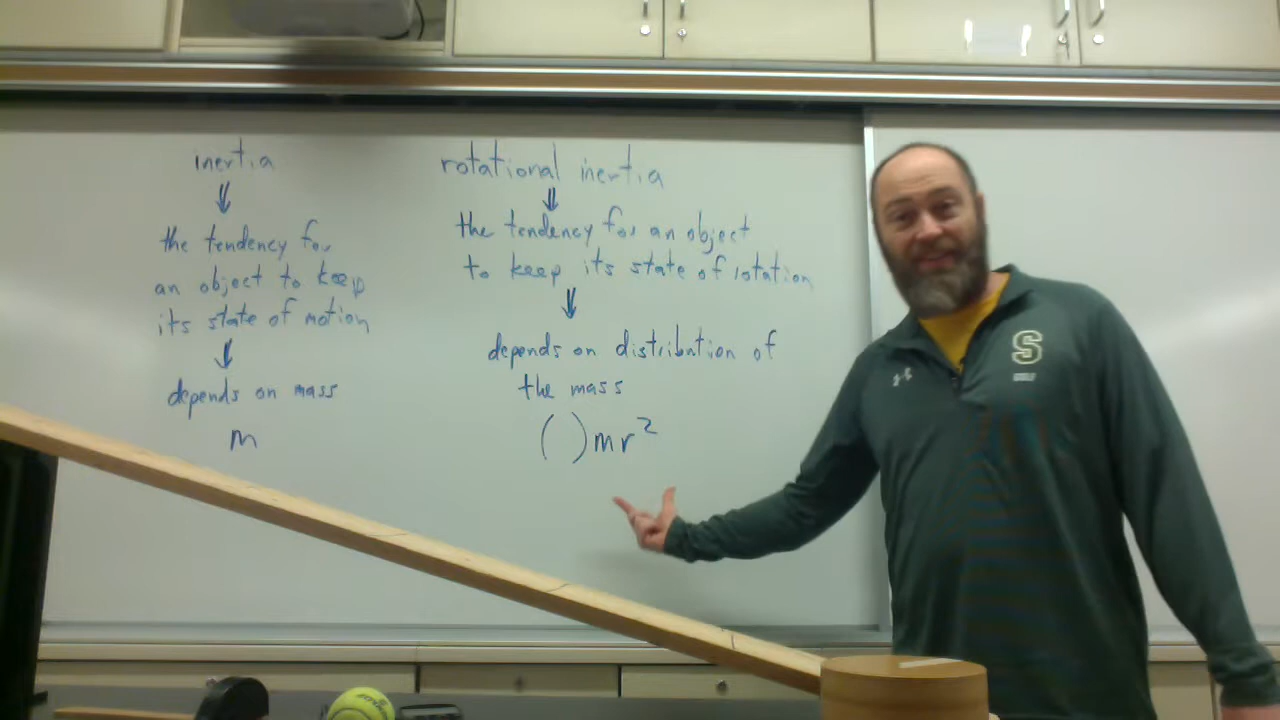 inertia
⇓
the tendency for
an object to keep
its state of motion
⇓
depends on mass
m
rotational inertia
⇓
the tendency for an object
to keep its state of rotation
⇓
depends on distribution of
the mass
( )mr²
S